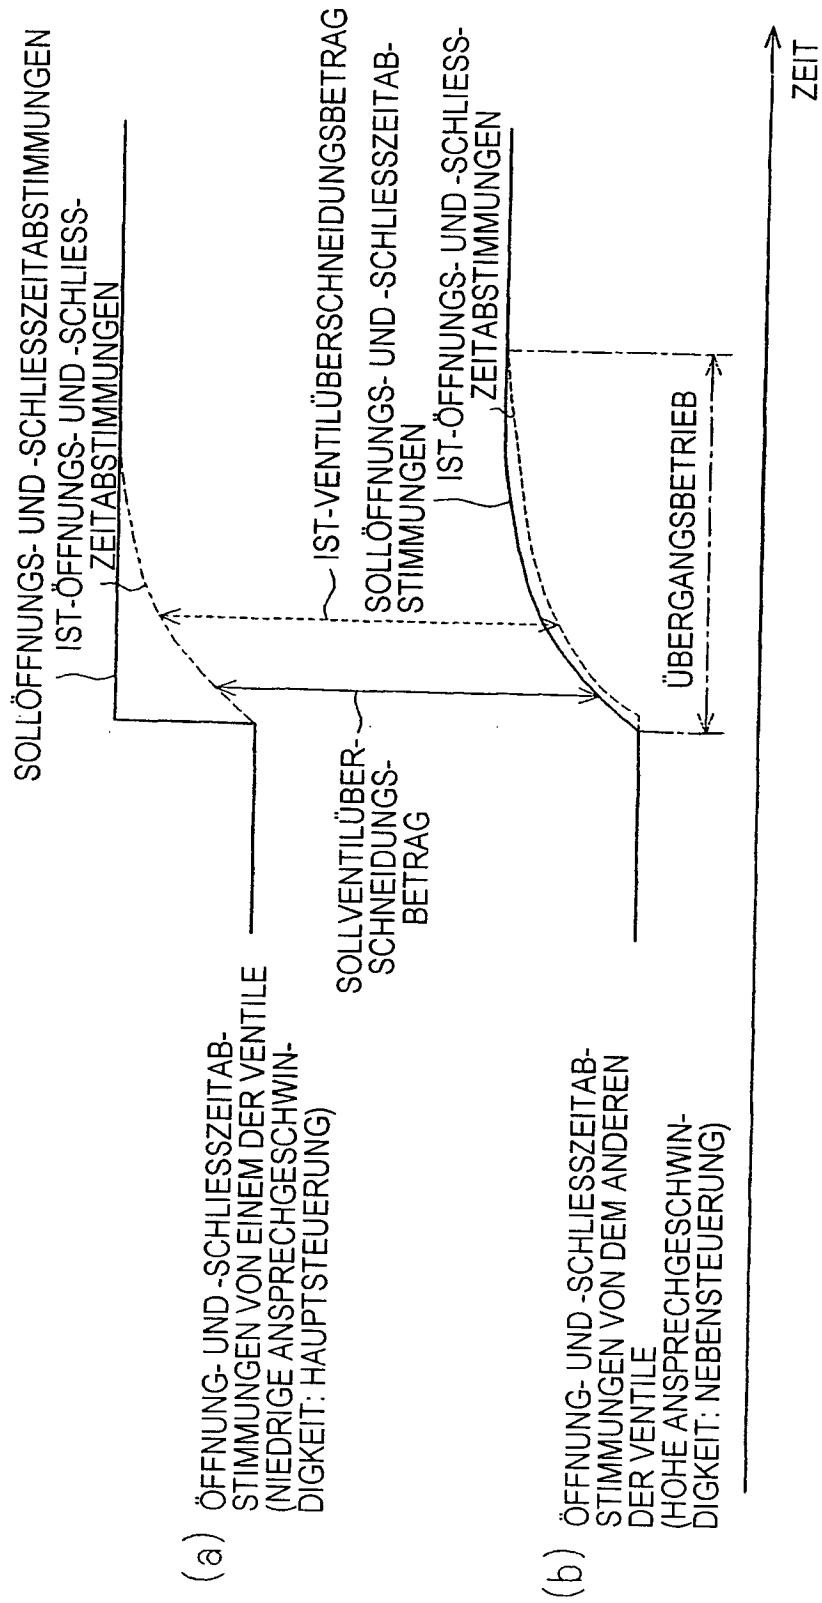 SOLLÖFFNUNGS- UND -SCHLIESSZEITABSTIMMUNGEN
IST-ÖFFNUNGS- UND -SCHLIESS-
ZEITABSTIMMUNGEN
(a) ÖFFNUNG- UND -SCHLIESSZEITAB-
STIMMUNGEN VON EINEM DER VENTILE
(NIEDRIGE ANSPRECHGESCHWIN-
DIGKEIT: HAUPTSTEUERUNG)
IST-VENTILÜBERSCHNEIDUNGSBETRAG
SOLLVENTILÜBER-
SCHNEIDUNGS-
BETRAG
SOLLÖFFNUNGS- UND -SCHLIESSZEITAB-
STIMMUNGEN
IST-ÖFFNUNGS- UND -SCHLIESS-
ZEITABSTIMMUNGEN
(b) ÖFFNUNG- UND -SCHLIESSZEITAB-
STIMMUNGEN VON DEM ANDEREN
DER VENTILE
(HOHE ANSPRECHGESCHWIN-
DIGKEIT: NEBENSTEUERUNG)
ÜBERGANGSBETRIEB
ZEIT